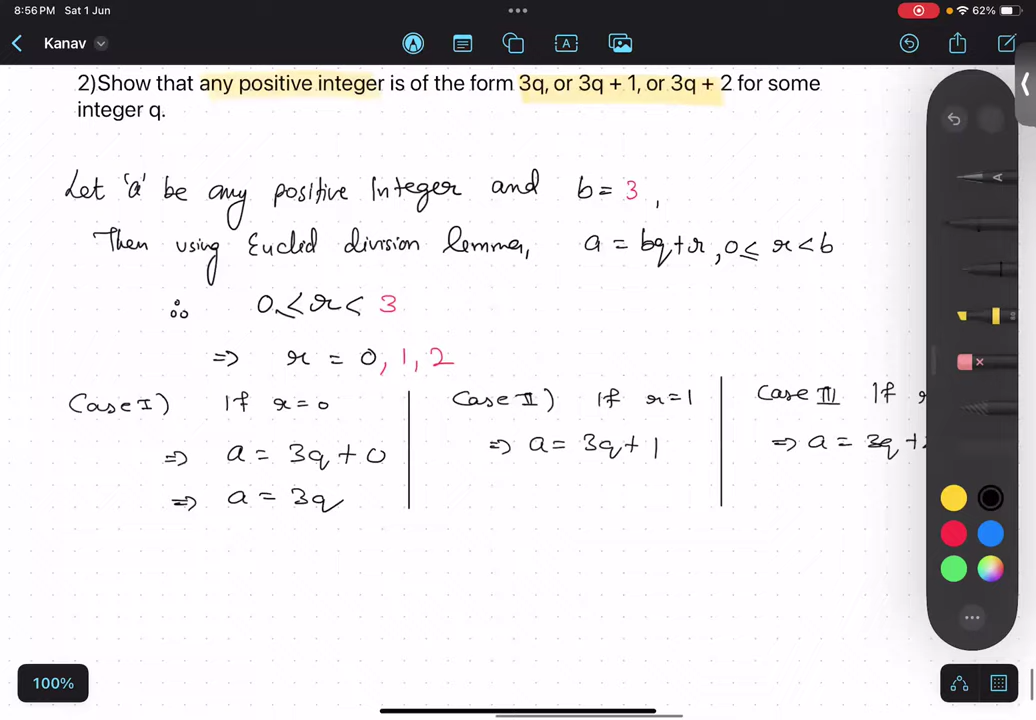 8:56 PM Sat 1 Jun
62%
Kanav
2)Show that any positive integer is of the form 3q, or 3q + 1, or 3q + 2 for some
integer q.
Let 'a' be any positive Integer and b = 3,
Then using Euclid division lemma, a = bq + r, 0 ≤ r < b
∴ 0 ≤ r < 3
⇒ r = 0, 1, 2
Case I) If r = 0
⇒ a = 3q + 0
⇒ a = 3q
Case II) If r = 1
⇒ a = 3q + 1
Case III If r
⇒ a = 3q +
100%